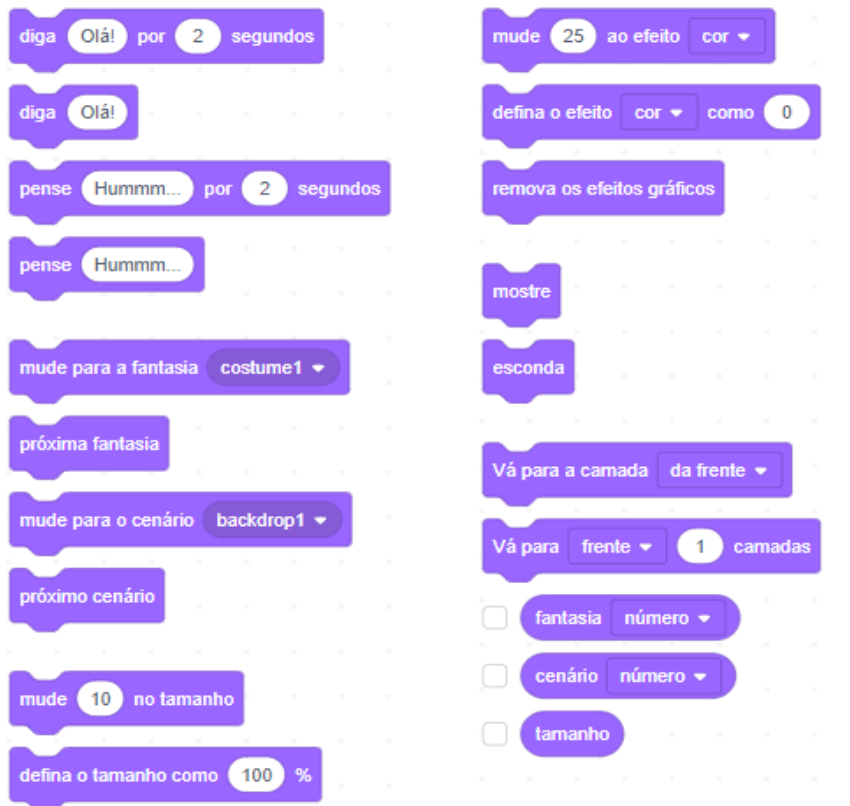 diga Olá! por 2 segundos
diga Olá!
pense Hummm... por 2 segundos
pense Hummm...
mude para a fantasia costume1
próxima fantasia
mude para o cenário backdrop1
próximo cenário
mude 10 no tamanho
defina o tamanho como 100 %
mude 25 ao efeito cor
defina o efeito cor como 0
remova os efeitos gráficos
mostre
esconda
Vá para a camada da frente
Vá para frente 1 camadas
fantasia número
cenário número
tamanho